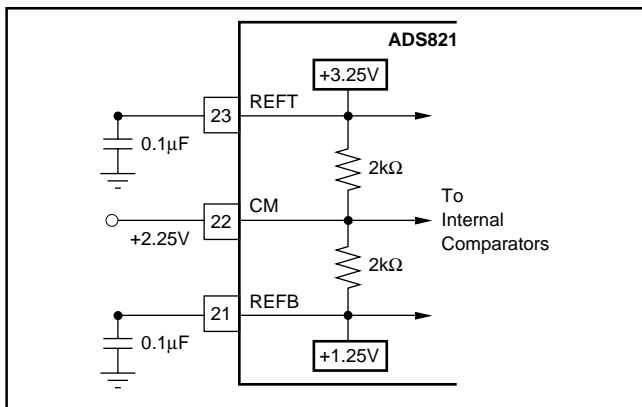 ADS821
+3.25V
REFT
23
0.1µF
2kΩ
To
Internal
Comparators
CM
22
+2.25V
2kΩ
REFB
21
0.1µF
+1.25V